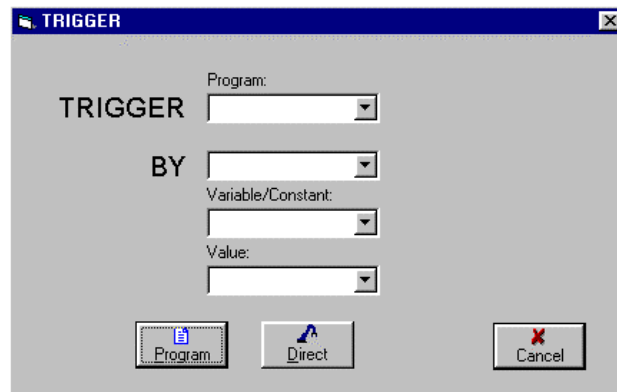 TRIGGER
Program:
TRIGGER
BY
Variable/Constant:
Value:
Program Direct Cancel